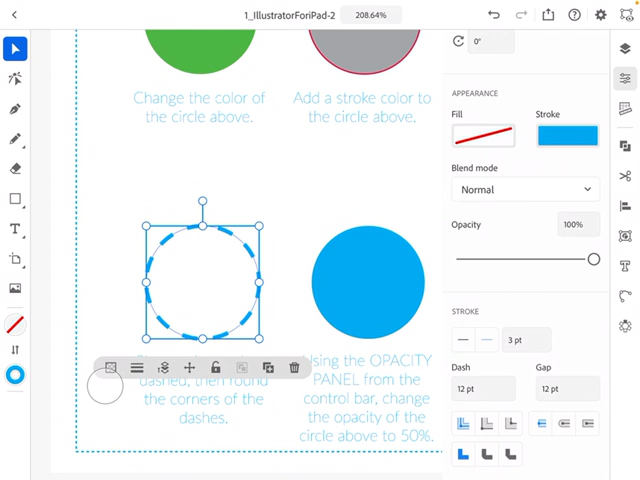 1_IllustratorForiPad-2
208.64%
0°
Change the color of
the circle above.
Add a stroke color to
the circle above.
APPEARANCE
Fill
Stroke
Blend mode
Normal
Opacity
100%
STROKE
3 pt
Dash
Gap
12 pt
12 pt
dashed, then round
the corners of the
dashes.
Using the OPACITY
PANEL from the
control bar, change
the opacity of the
circle above to 50%.